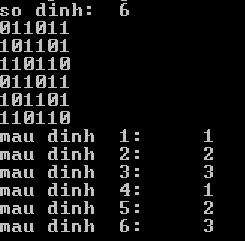 so dinh:  6
011011
101101
110110
011011
101101
110110
mau dinh  1:     1
mau dinh  2:     2
mau dinh  3:     3
mau dinh  4:     1
mau dinh  5:     2
mau dinh  6:     3